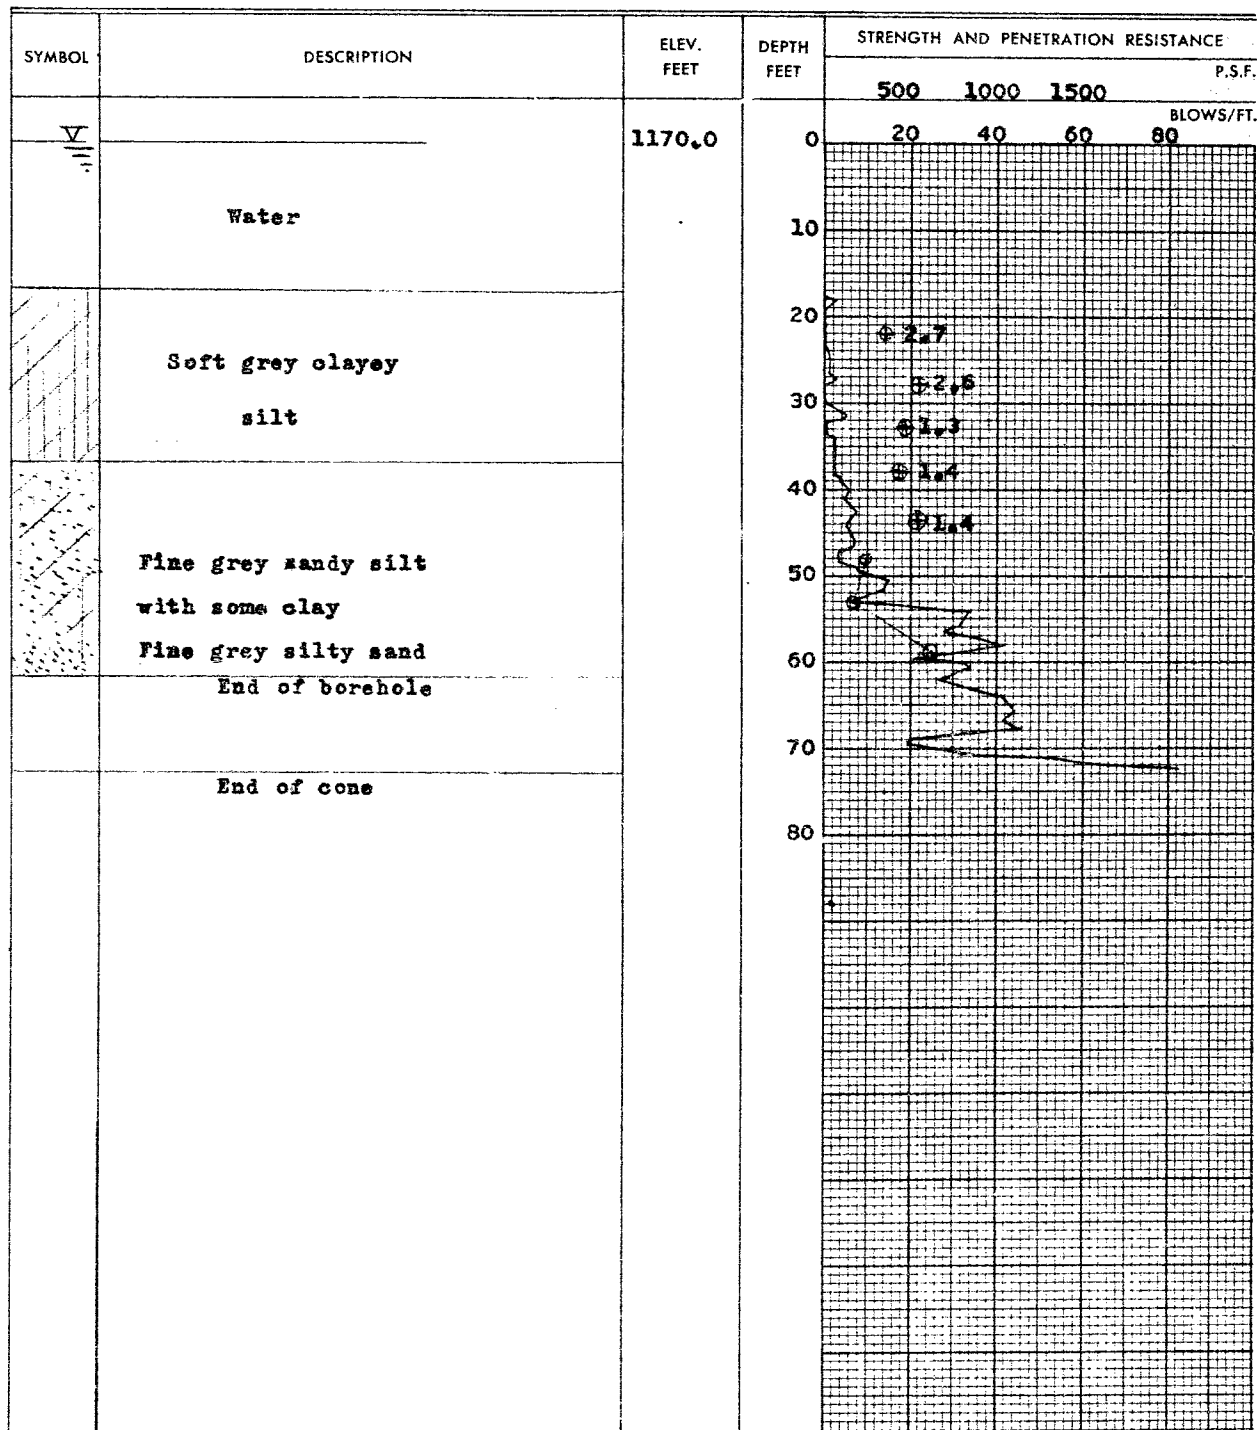 SYMBOL DESCRIPTION ELEV. FEET DEPTH FEET STRENGTH AND PENETRATION RESISTANCE
P.S.F.
500 1000 1500
BLOWS/FT.
1170.0 0 20 40 60 80
Water
10
20
2.7
Soft grey clayey
2.6
silt
30
1.3
1.4
40
1.4
Fine grey sandy silt
50
with some clay
Fine grey silty sand
60
End of borehole
70
End of cone
80